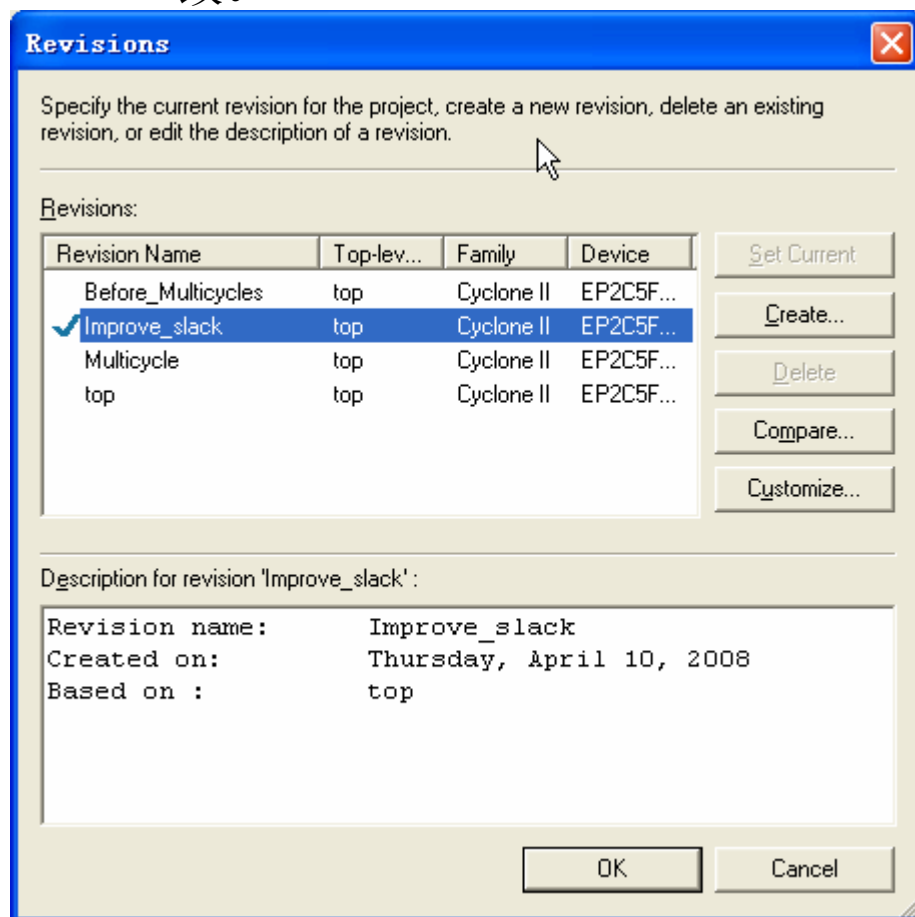 Revisions
Specify the current revision for the project, create a new revision, delete an existing
revision, or edit the description of a revision.
Revisions:
Revision Name Top-lev... Family Device
Before_Multicycles top Cyclone II EP2C5F...
Improve_slack top Cyclone II EP2C5F...
Multicycle top Cyclone II EP2C5F...
top top Cyclone II EP2C5F...
Set Current
Create...
Delete
Compare...
Customize...
Description for revision 'Improve_slack' :
Revision name: Improve_slack
Created on: Thursday, April 10, 2008
Based on : top
OK Cancel